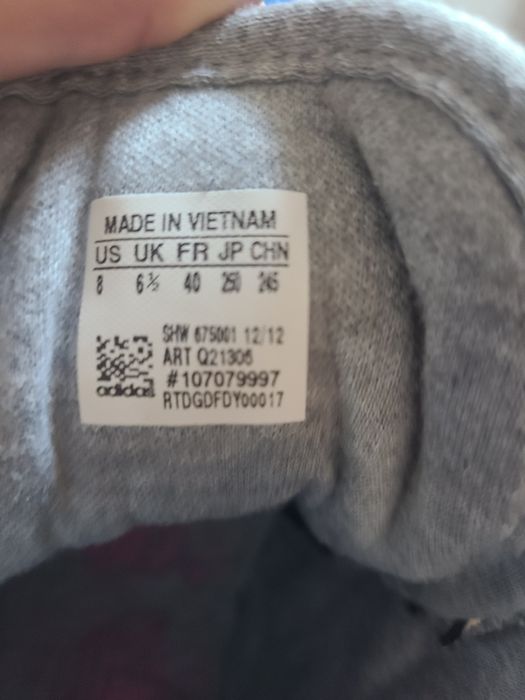 MADE IN VIETNAM
US UK FR JP CHN
8 6½ 40 250 245
SHW 675001 12/12
ART Q21306
#107079997
adidas RTDGDFDY00017